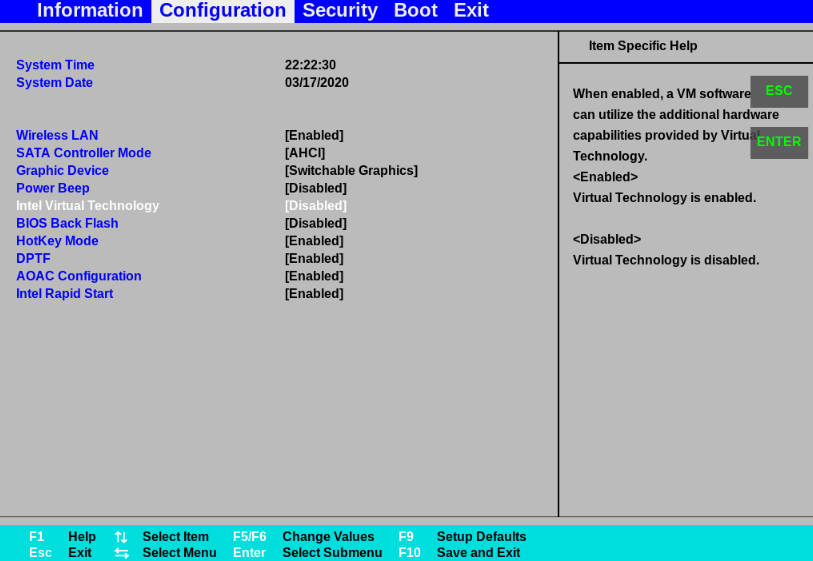 Information Configuration Security Boot Exit
Item Specific Help
System Time 22:22:30
System Date 03/17/2020
Wireless LAN [Enabled]
SATA Controller Mode [AHCI]
Graphic Device [Switchable Graphics]
Power Beep [Disabled]
Intel Virtual Technology [Disabled]
BIOS Back Flash [Disabled]
HotKey Mode [Enabled]
DPTF [Enabled]
AOAC Configuration [Enabled]
Intel Rapid Start [Enabled]
When enabled, a VM software
can utilize the additional hardware
capabilities provided by Virtual
Technology.
<Enabled>
Virtual Technology is enabled.
<Disabled>
Virtual Technology is disabled.
ESC
ENTER
F1 Help ⇅ Select Item F5/F6 Change Values F9 Setup Defaults
Esc Exit ⇆ Select Menu Enter Select Submenu F10 Save and Exit